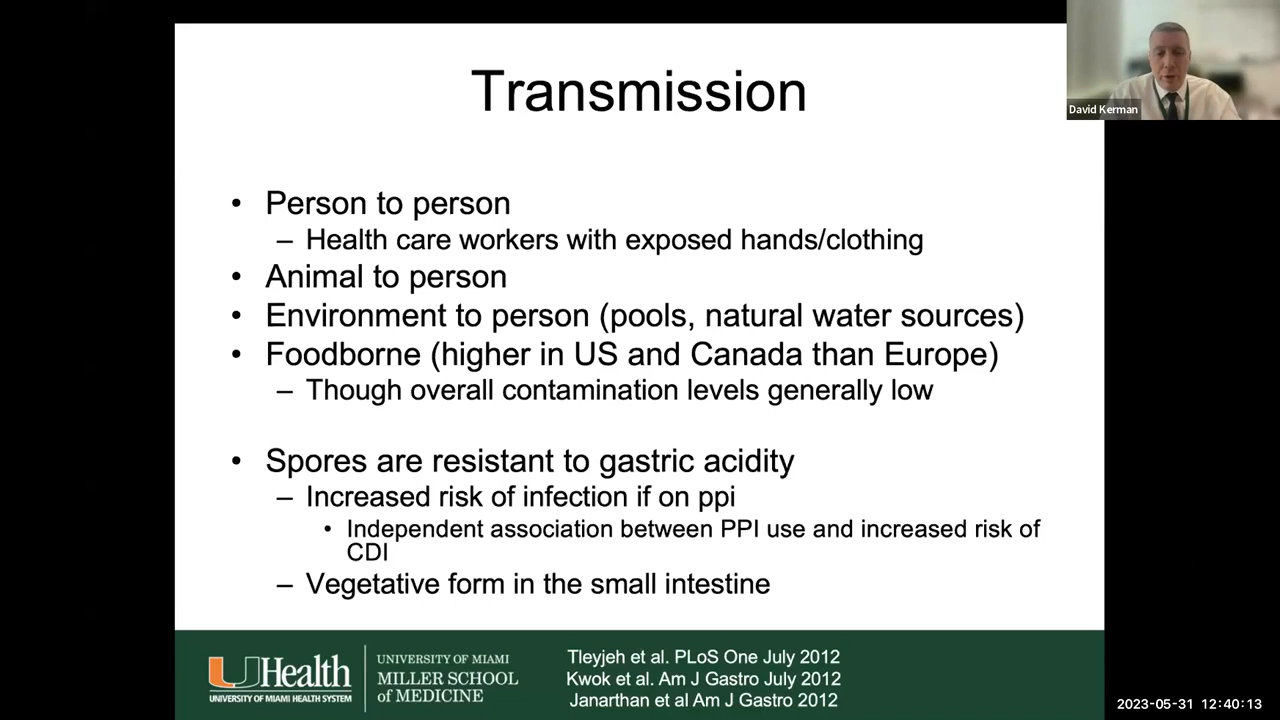 Transmission
David Kerman
• Person to person
– Health care workers with exposed hands/clothing
• Animal to person
• Environment to person (pools, natural water sources)
• Foodborne (higher in US and Canada than Europe)
– Though overall contamination levels generally low
• Spores are resistant to gastric acidity
– Increased risk of infection if on ppi
• Independent association between PPI use and increased risk of
CDI
– Vegetative form in the small intestine
UHealth
UNIVERSITY OF MIAMI HEALTH SYSTEM
UNIVERSITY OF MIAMI
MILLER SCHOOL
of MEDICINE
Tleyjeh et al. PLoS One July 2012
Kwok et al. Am J Gastro July 2012
Janarthan et al Am J Gastro 2012
2023-05-31 12:40:13